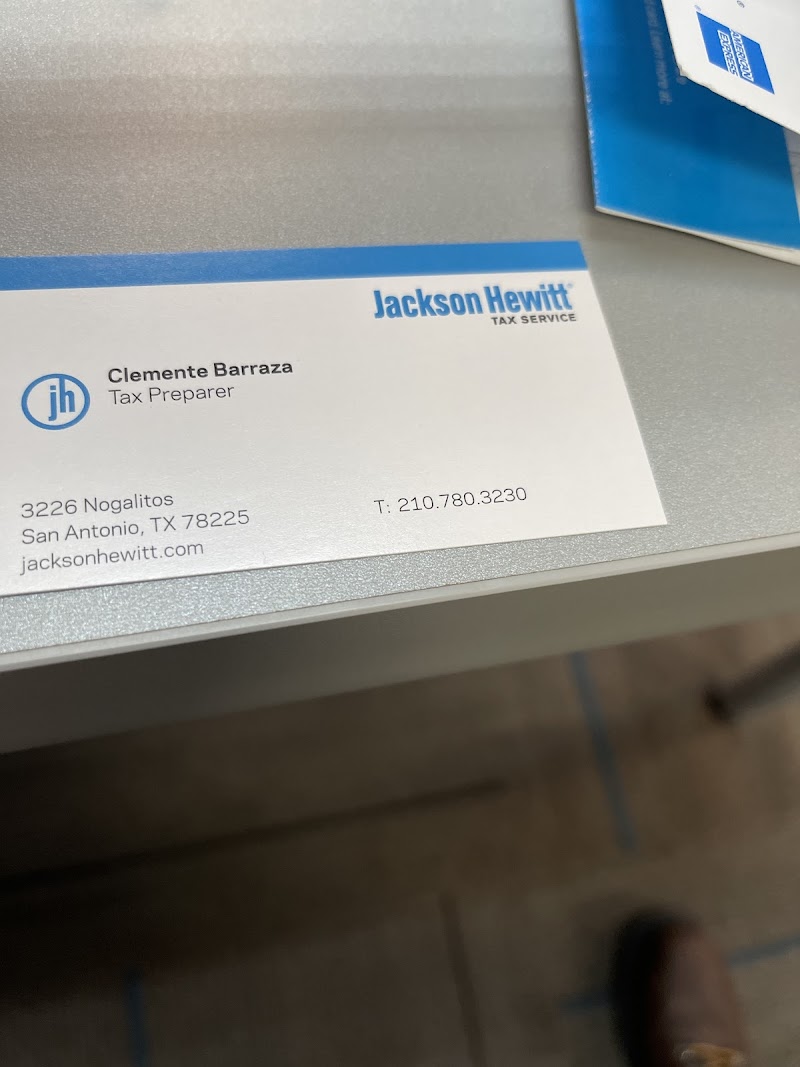 AMERICAN
EXPRESS
Jackson Hewitt
TAX SERVICE
jh
Clemente Barraza
Tax Preparer
3226 Nogalitos
San Antonio, TX 78225
jacksonhewitt.com
T: 210.780.3230